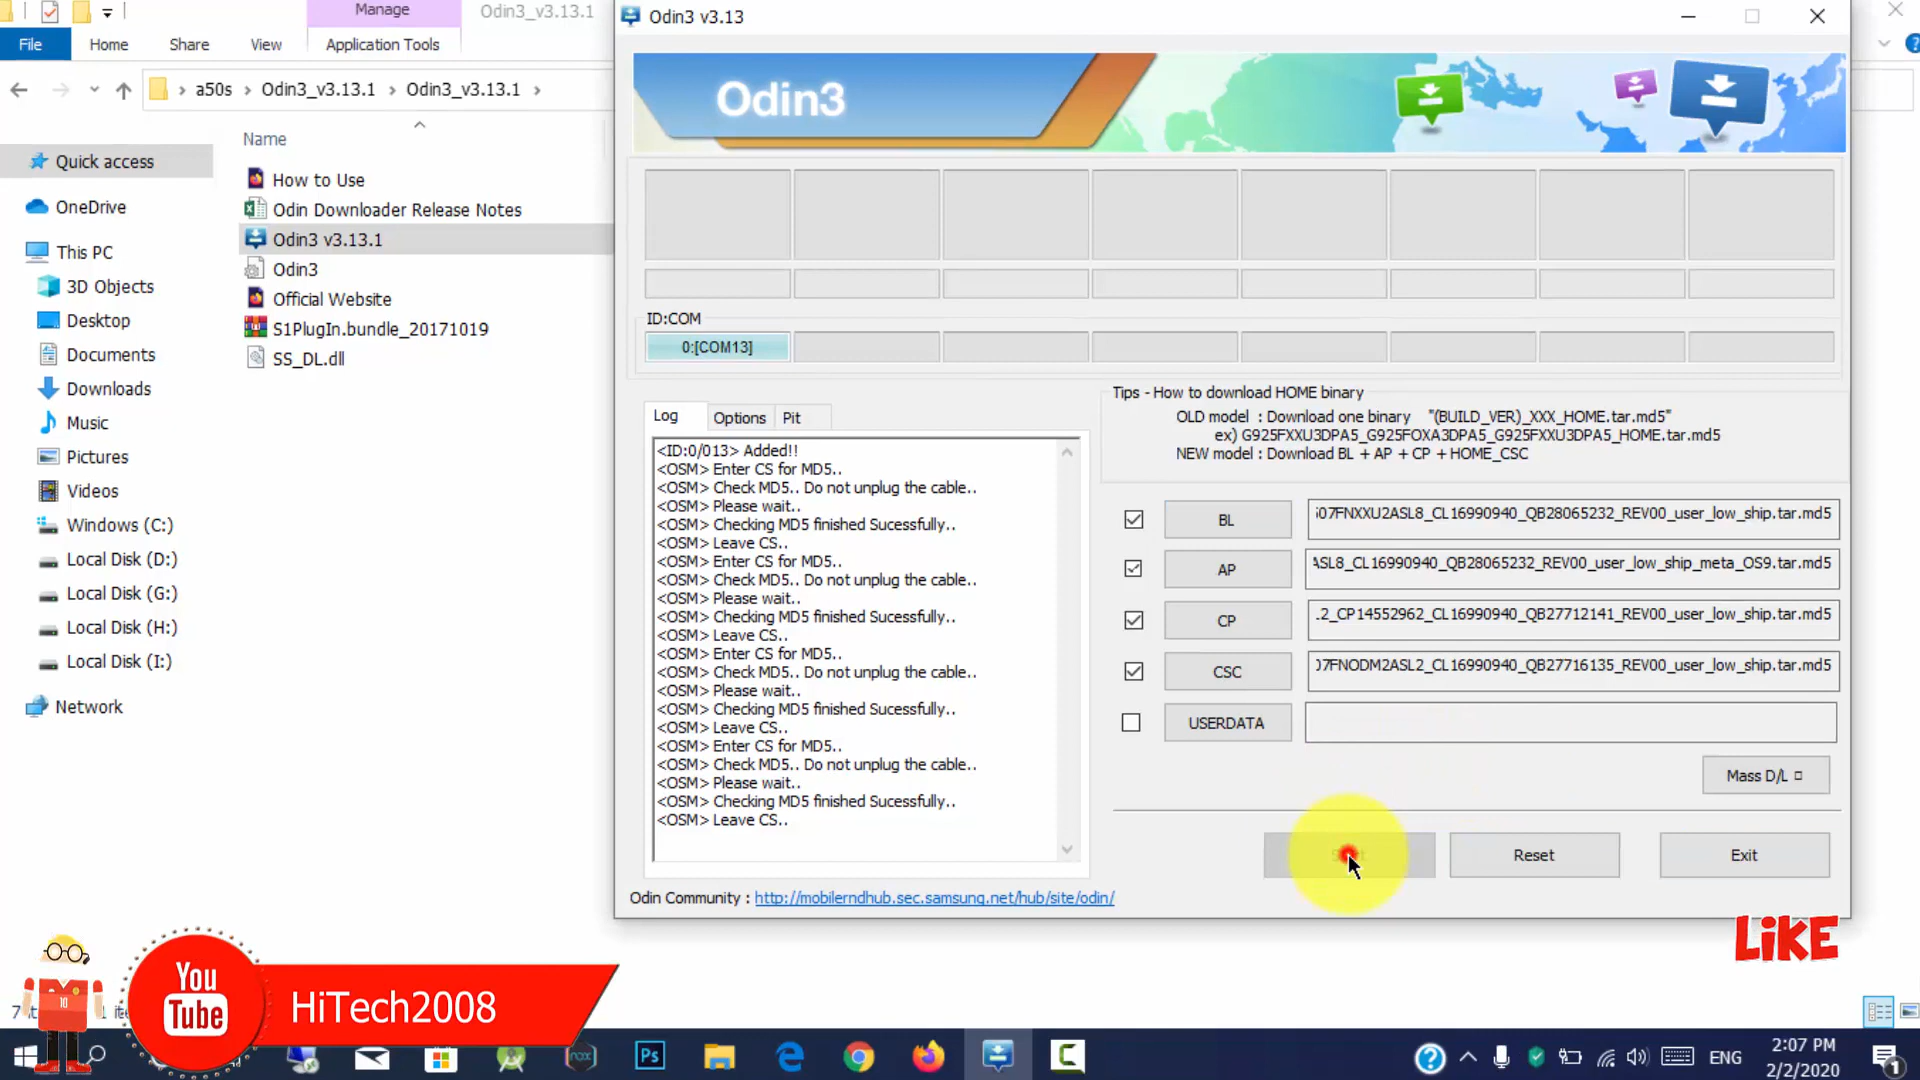 Manage
Odin3_v3.13.1
File
Home
Share
View
Application Tools
a50s
Odin3_v3.13.1
Odin3_v3.13.1
Name
Quick access
OneDrive
This PC
3D Objects
Desktop
Documents
Downloads
Music
Pictures
Videos
Windows (C:)
Local Disk (D:)
Local Disk (G:)
Local Disk (H:)
Local Disk (I:)
Network
How to Use
Odin Downloader Release Notes
Odin3 v3.13.1
Odin3
Official Website
S1PlugIn.bundle_20171019
SS_DL.dll
Odin3 v3.13
Odin3
ID:COM
0:[COM13]
Log
Options
Pit
<ID:0/013> Added!!
<OSM> Enter CS for MD5..
<OSM> Check MD5.. Do not unplug the cable..
<OSM> Please wait..
<OSM> Checking MD5 finished Sucessfully..
<OSM> Leave CS..
<OSM> Enter CS for MD5..
<OSM> Check MD5.. Do not unplug the cable..
<OSM> Please wait..
<OSM> Checking MD5 finished Sucessfully..
<OSM> Leave CS..
<OSM> Enter CS for MD5..
<OSM> Check MD5.. Do not unplug the cable..
<OSM> Please wait..
<OSM> Checking MD5 finished Sucessfully..
<OSM> Leave CS..
<OSM> Enter CS for MD5..
<OSM> Check MD5.. Do not unplug the cable..
<OSM> Please wait..
<OSM> Checking MD5 finished Sucessfully..
<OSM> Leave CS..
Tips - How to download HOME binary
OLD model : Download one binary "(BUILD_VER)_XXX_HOME.tar.md5"
ex) G925FXXU3DPA5_G925FOXA3DPA5_G925FXXU3DPA5_HOME.tar.md5
NEW model : Download BL + AP + CP + HOME_CSC
BL
507FNXXU2ASL8_CL16990940_QB28065232_REV00_user_low_ship.tar.md5
AP
ASL8_CL16990940_QB28065232_REV00_user_low_ship_meta_OS9.tar.md5
CP
.2_CP14552962_CL16990940_QB27712141_REV00_user_low_ship.tar.md5
CSC
07FNODM2ASL2_CL16990940_QB27716135_REV00_user_low_ship.tar.md5
USERDATA
Mass D/L
Reset
Exit
Odin Community : http://mobilerndhub.sec.samsung.net/hub/site/odin/
LiKE
You
Tube
HiTech2008
10
nox
Ps
ENG
2:07 PM
2/2/2020
1